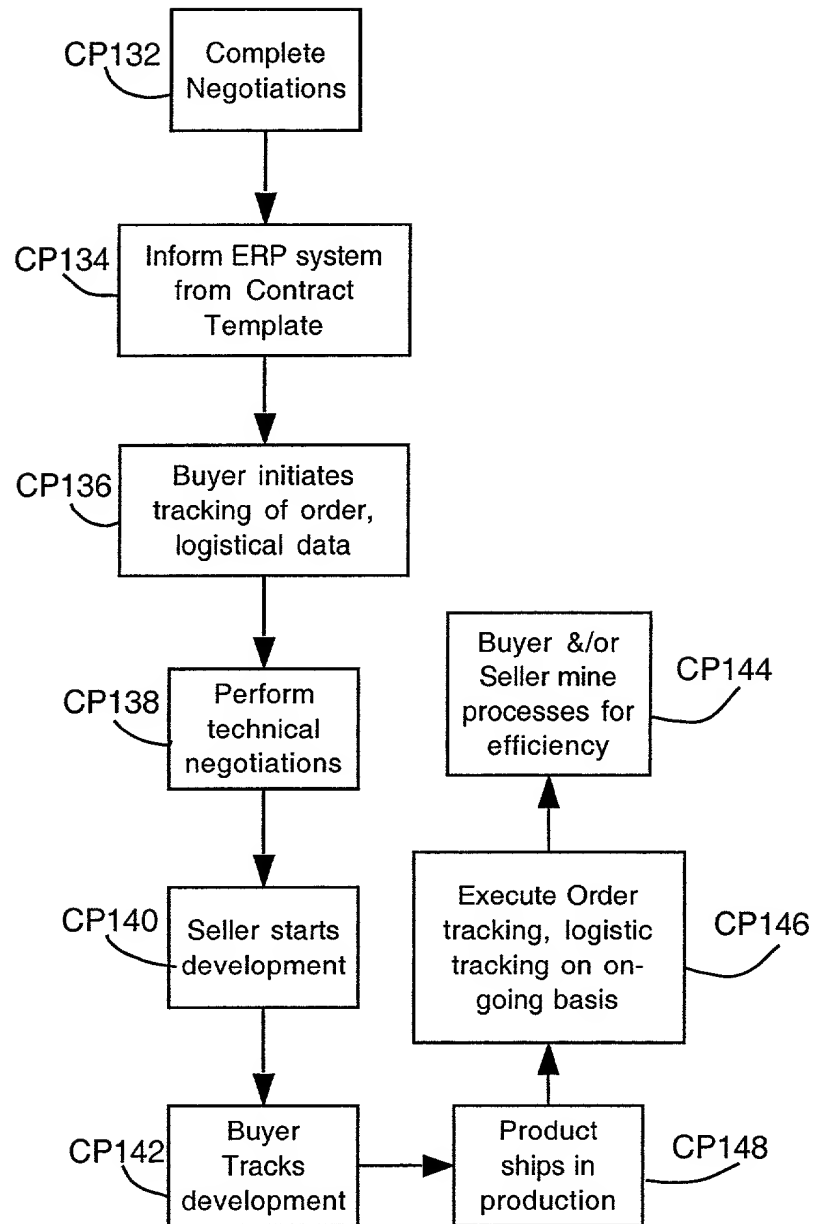 CP132
Complete
Negotiations
CP134
Inform ERP system
from Contract
Template
CP136
Buyer initiates
tracking of order,
logistical data
CP138
Perform
technical
negotiations
CP140
Seller starts
development
CP142
Buyer
Tracks
development
Product
ships in
production
CP148
Execute Order
tracking, logistic
tracking on on-
going basis
CP146
Buyer &/or
Seller mine
processes for
efficiency
CP144